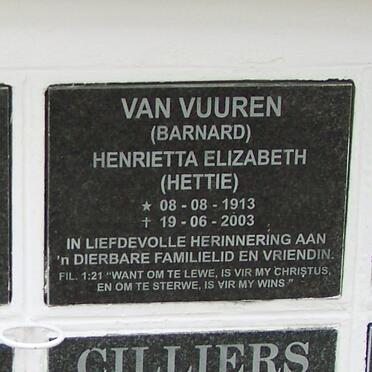 VAN VUUREN
(BARNARD)
HENRIETTA ELIZABETH
(HETTIE)
★ 08 - 08 - 1913
† 19 - 06 - 2003
IN LIEFDEVOLLE HERINNERING AAN
'n DIERBARE FAMILIELID EN VRIENDIN.
FIL. 1:21 "WANT OM TE LEWE, IS VIR MY CHRISTUS,
EN OM TE STERWE, IS VIR MY WINS."
CILLIERS